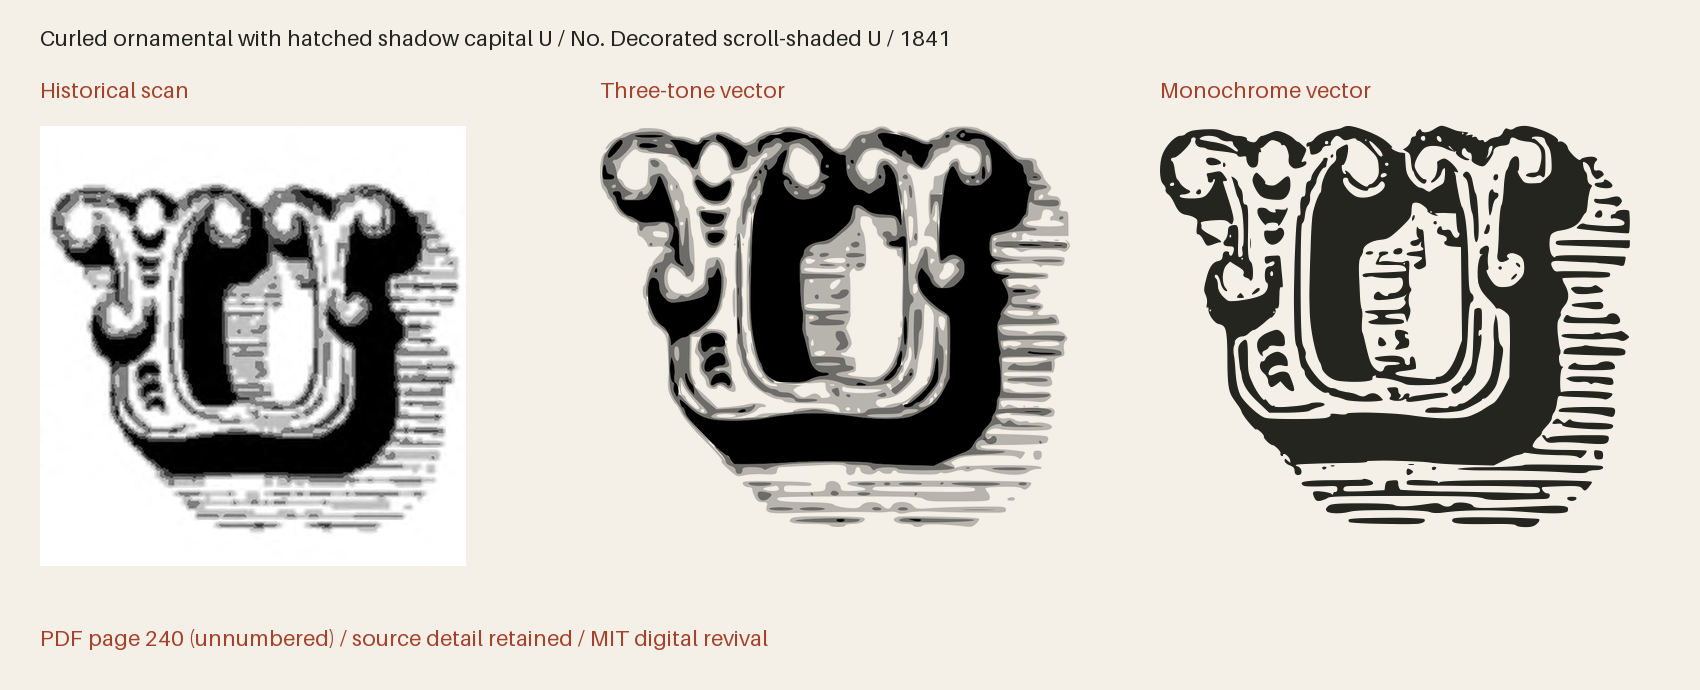 Curled ornamental with hatched shadow capital U / No. Decorated scroll-shaded U / 1841
Historical scan
Three-tone vector
Monochrome vector
U
U
U
PDF page 240 (unnumbered) / source detail retained / MIT digital revival